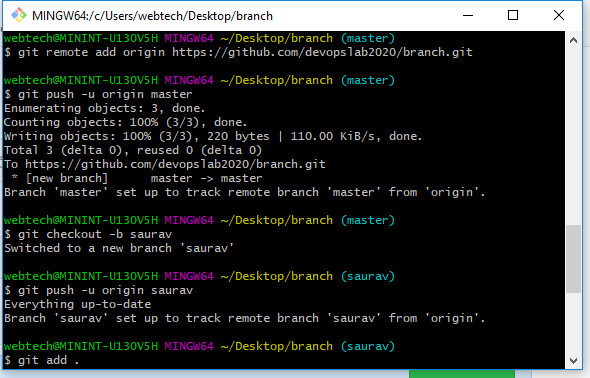 MINGW64:/c/Users/webtech/Desktop/branch
webtech@MININT-U13OV5H MINGW64 ~/Desktop/branch (master)
$ git remote add origin https://github.com/devopslab2020/branch.git
webtech@MININT-U13OV5H MINGW64 ~/Desktop/branch (master)
$ git push -u origin master
Enumerating objects: 3, done.
Counting objects: 100% (3/3), done.
Writing objects: 100% (3/3), 220 bytes | 110.00 KiB/s, done.
Total 3 (delta 0), reused 0 (delta 0)
To https://github.com/devopslab2020/branch.git
 * [new branch]      master -> master
Branch 'master' set up to track remote branch 'master' from 'origin'.
webtech@MININT-U13OV5H MINGW64 ~/Desktop/branch (master)
$ git checkout -b saurav
Switched to a new branch 'saurav'
webtech@MININT-U13OV5H MINGW64 ~/Desktop/branch (saurav)
$ git push -u origin saurav
Everything up-to-date
Branch 'saurav' set up to track remote branch 'saurav' from 'origin'.
webtech@MININT-U13OV5H MINGW64 ~/Desktop/branch (saurav)
$ git add .